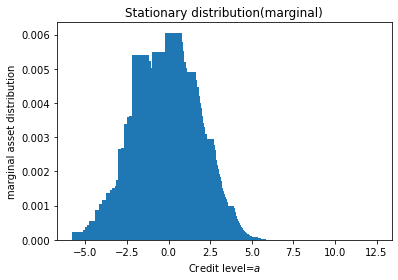 Stationary distribution(marginal)
marginal asset distribution
0.006
0.005
0.004
0.003
0.002
0.001
0.000
−5.0 −2.5 0.0 2.5 5.0 7.5 10.0 12.5
Credit level=a